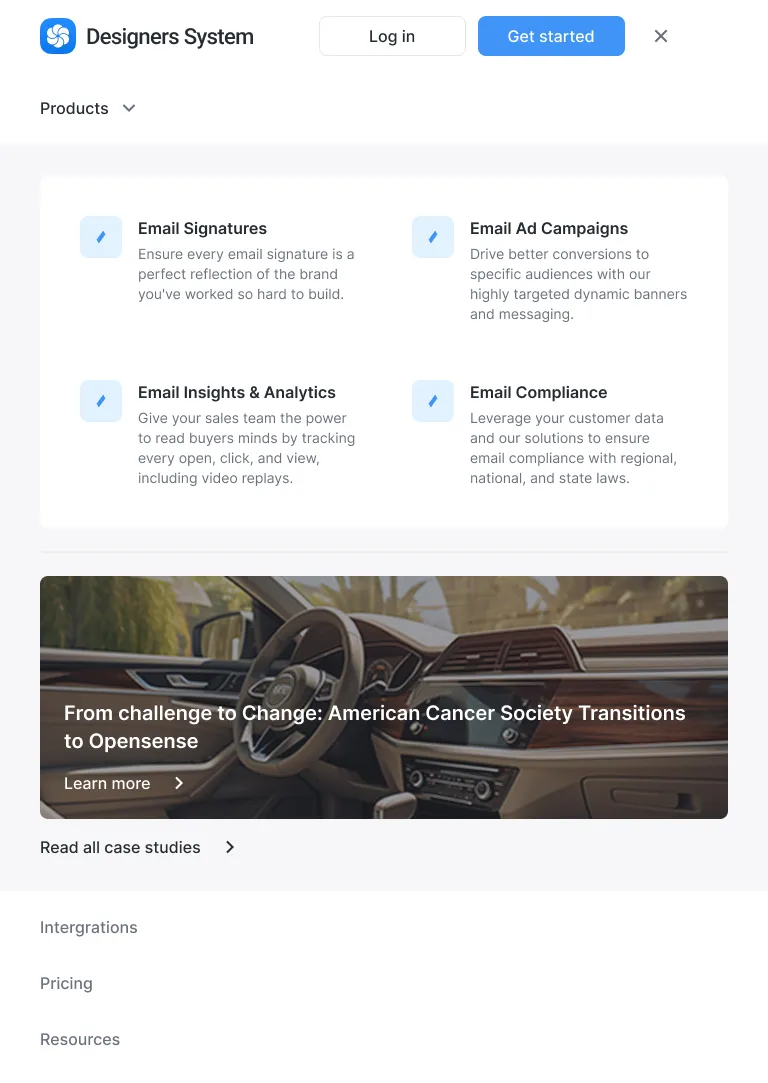 Designers System
Log in
Get started
Products
Email Signatures
Ensure every email signature is a
perfect reflection of the brand
you've worked so hard to build.
Email Ad Campaigns
Drive better conversions to
specific audiences with our
highly targeted dynamic banners
and messaging.
Email Insights & Analytics
Give your sales team the power
to read buyers minds by tracking
every open, click, and view,
including video replays.
Email Compliance
Leverage your customer data
and our solutions to ensure
email compliance with regional,
national, and state laws.
From challenge to Change: American Cancer Society Transitions
to Opensense
Learn more
Read all case studies
Intergrations
Pricing
Resources